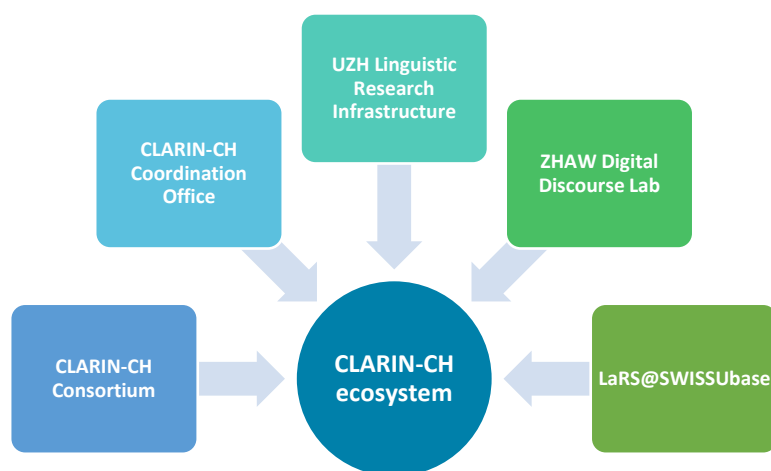 UZH Linguistic
Research
Infrastructure
CLARIN-CH
Coordination
Office
ZHAW Digital
Discourse Lab
CLARIN-CH
Consortium
CLARIN-CH
ecosystem
LaRS@SWISSUbase